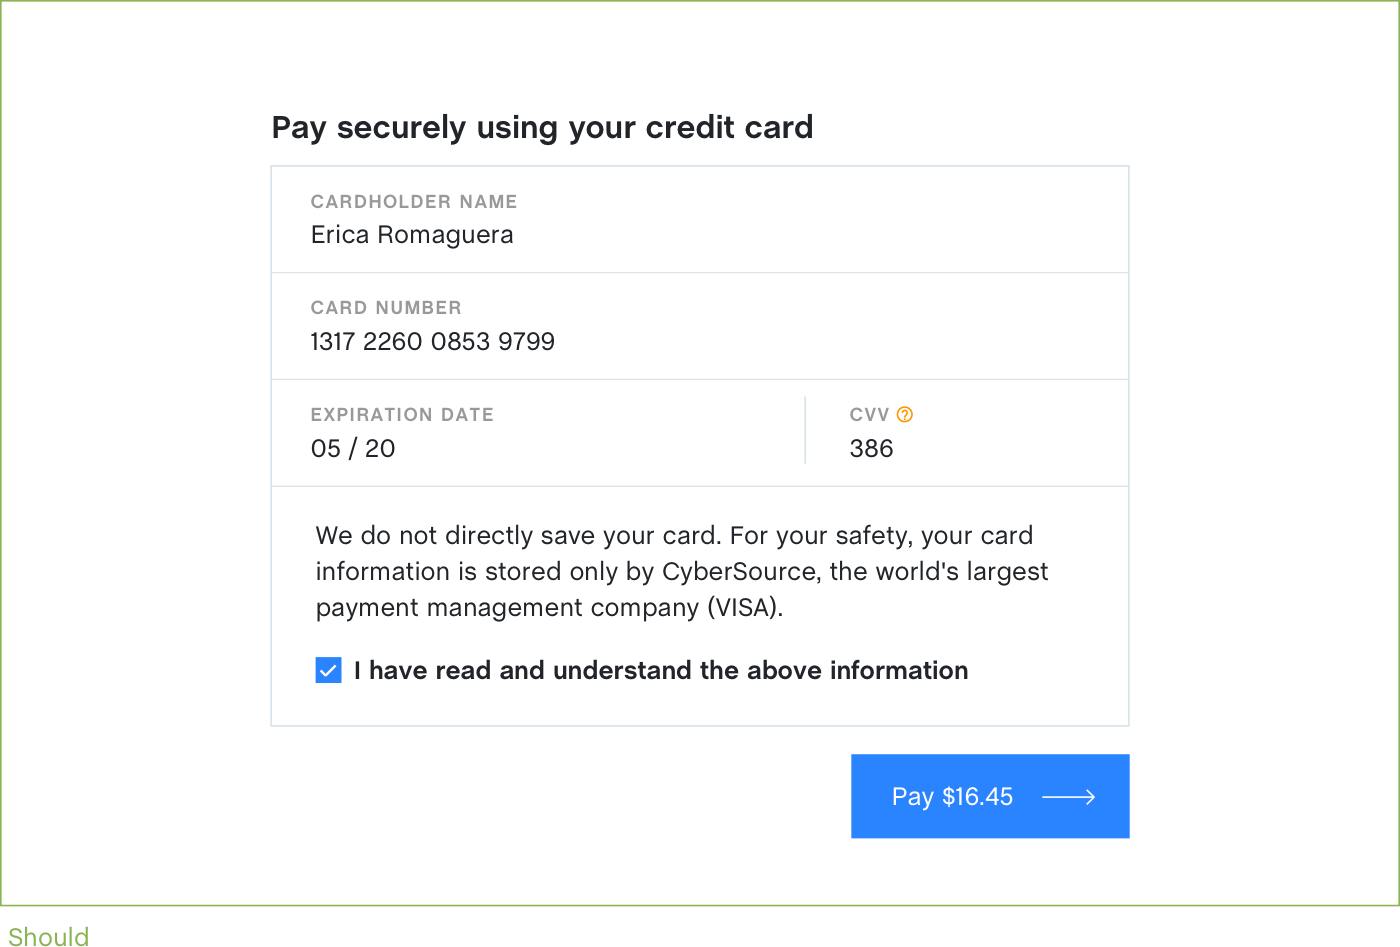 Pay securely using your credit card
CARDHOLDER NAME
Erica Romaguera
CARD NUMBER
1317 2260 0853 9799
EXPIRATION DATE
05 / 20
CVV ?
386
We do not directly save your card. For your safety, your card
information is stored only by CyberSource, the world's largest
payment management company (VISA).
I have read and understand the above information
Pay $16.45
Should